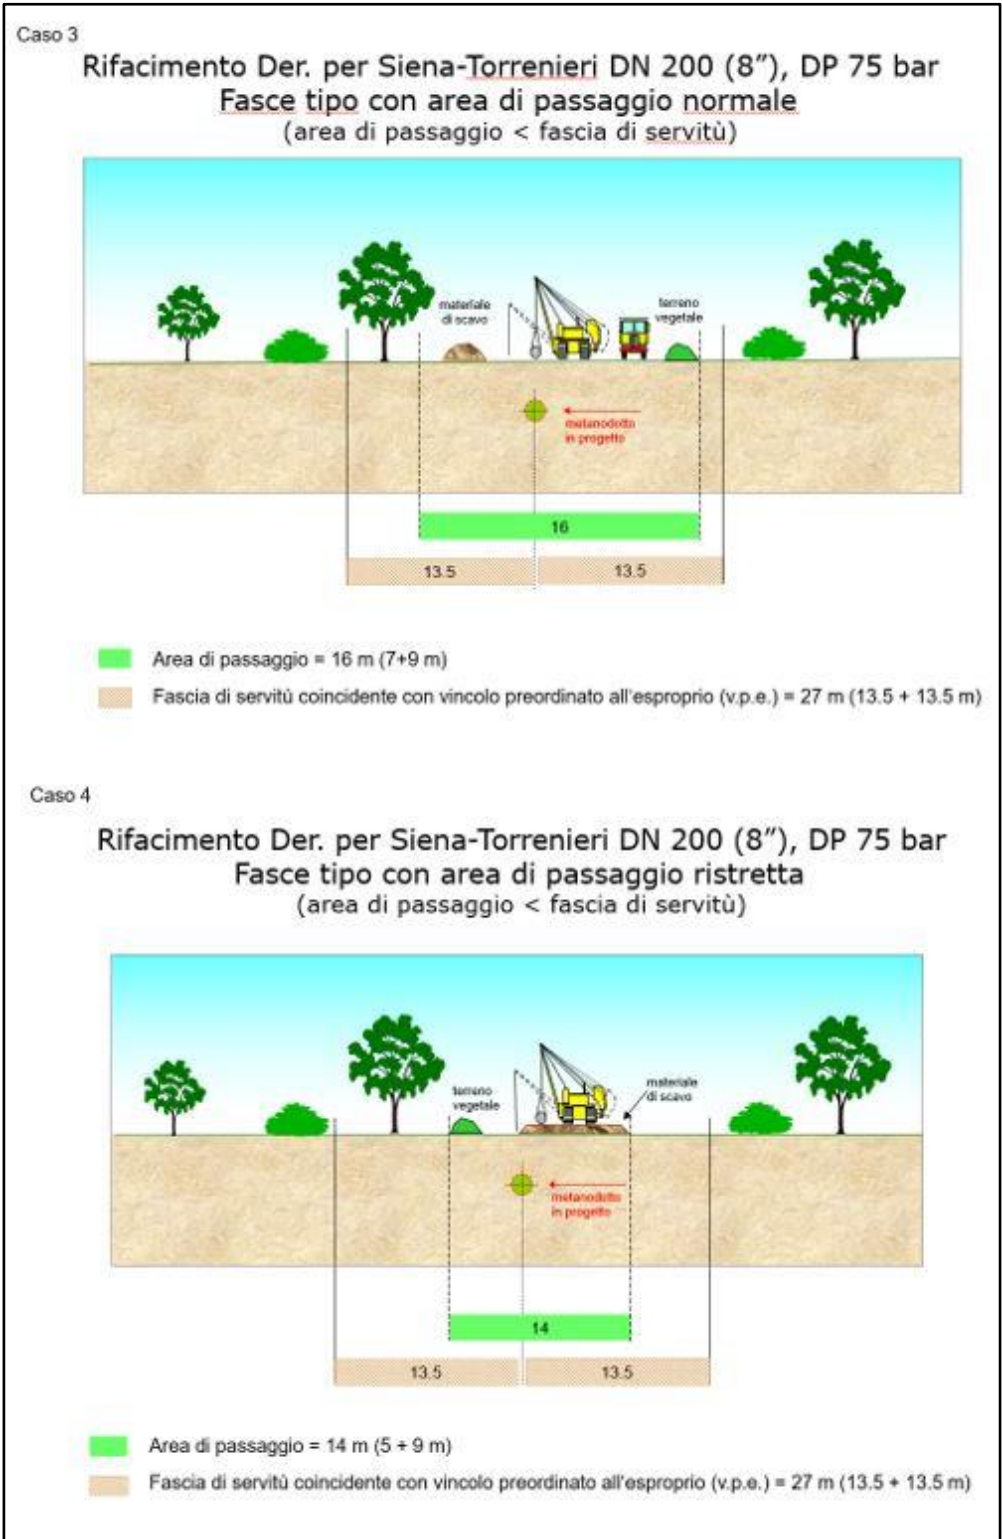 Caso 3
Rifacimento Der. per Siena-Torrenieri DN 200 (8”), DP 75 bar
Fasce tipo con area di passaggio normale
(area di passaggio < fascia di servitù)
materiale
di scavo
terreno
vegetale
metanodotto
in progetto
16
13.5
13.5
Area di passaggio = 16 m (7+9 m)
Fascia di servitù coincidente con vincolo preordinato all'esproprio (v.p.e.) = 27 m (13.5 + 13.5 m)
Caso 4
Rifacimento Der. per Siena-Torrenieri DN 200 (8”), DP 75 bar
Fasce tipo con area di passaggio ristretta
(area di passaggio < fascia di servitù)
terreno
vegetale
materiale
di scavo
metanodotto
in progetto
14
13.5
13.5
Area di passaggio = 14 m (5 + 9 m)
Fascia di servitù coincidente con vincolo preordinato all'esproprio (v.p.e.) = 27 m (13.5 + 13.5 m)